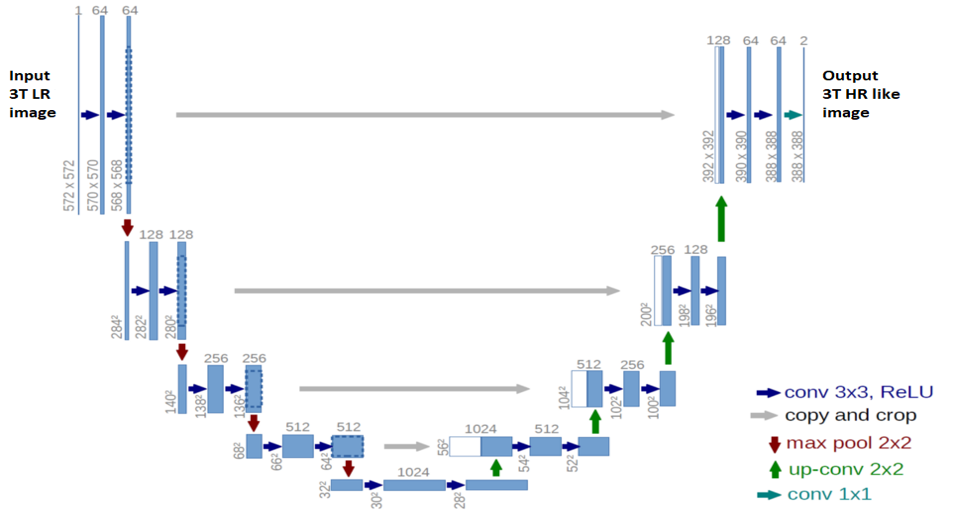 1 64 64
Input
3T LR
image
572 x 572
570 x 570
568 x 568
128 64 64 2
Output
3T HR like
image
392 x 392
390 x 390
388 x 388
388 x 388
128 128
284²
282²
280²
256 128
200²
198²
196²
256 256
140²
138²
136²
512 256
104²
102²
100²
512 512
68²
66²
64²
1024 512
56²
54²
52²
1024
32²
30²
28²
conv 3x3, ReLU
copy and crop
max pool 2x2
up-conv 2x2
conv 1x1